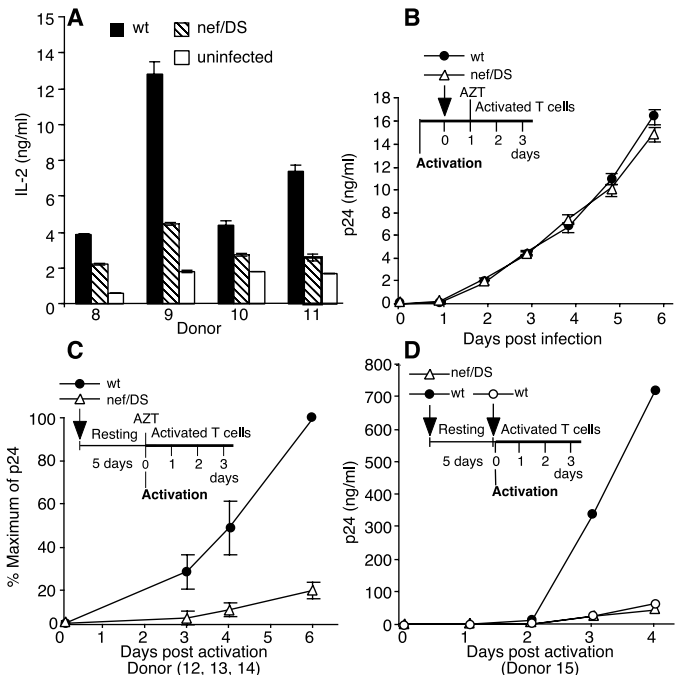 A
wt
nef/DS
uninfected
IL-2 (ng/ml)
15
14
12
10
8
6
4
2
0
8
9
10
11
Donor
B
wt
nef/DS
AZT
Activated T cells
0 1 2 3
days
Activation
p24 (ng/ml)
18
16
14
12
10
8
6
4
2
0
0 1 2 3 4 5 6
Days post infection
C
wt
nef/DS
AZT
Resting
Activated T cells
5 days
0 1 2 3
days
Activation
% Maximum of p24
100
80
60
40
20
0
0 1 2 3 4 5 6
Days post activation
Donor (12, 13, 14)
D
nef/DS
wt
wt
Resting
Activated T cells
5 days
0 1 2 3
days
Activation
p24 (ng/ml)
800
700
600
500
400
300
200
100
0
0 1 2 3 4
Days post activation
(Donor 15)